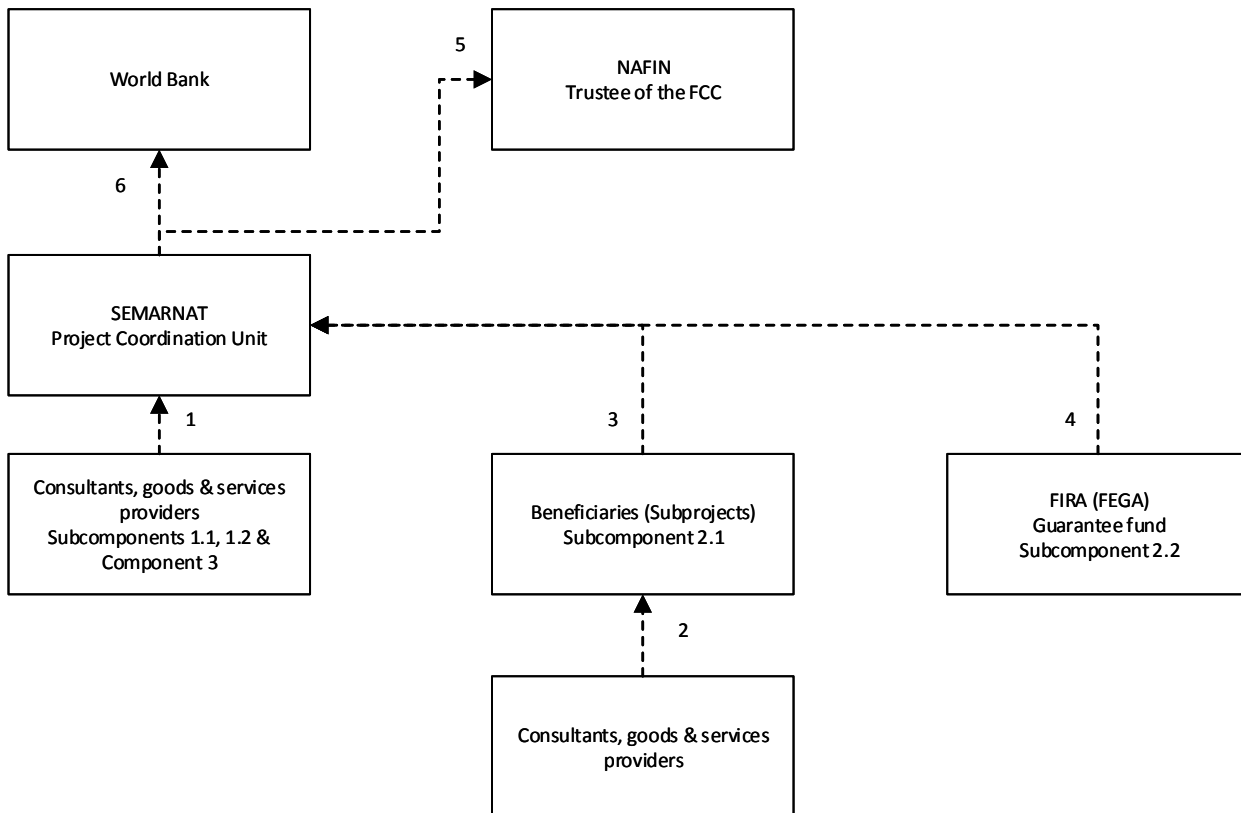 World Bank
5
NAFIN
Trustee of the FCC
6
SEMARNAT
Project Coordination Unit
1
3
4
Consultants, goods & services
providers
Subcomponents 1.1, 1.2 &
Component 3
Beneficiaries (Subprojects)
Subcomponent 2.1
FIRA (FEGA)
Guarantee fund
Subcomponent 2.2
2
Consultants, goods & services
providers